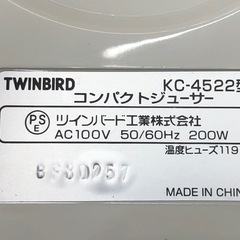 TWINBIRD KC-4522型
コンパクトジューサー
PSE
ツインバード工業株式会社
AC100V 50/60Hz 200W
温度ヒューズ119
MADE IN CHIN